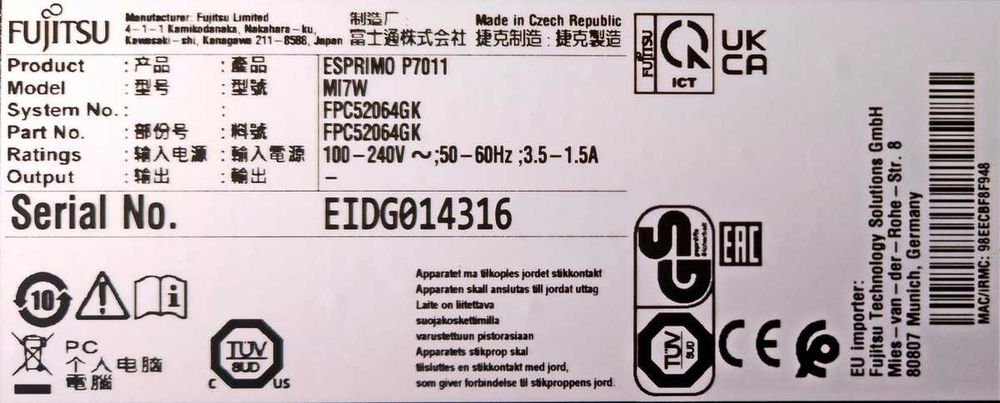 FUJITSU
Manufacturer: Fujitsu Limited
4-1-1 Kamikodanaka, Nakahara-ku,
Kawasaki-shi, Kanagawa 211-8588, Japan
制造厂:
富士通株式会社
Made in Czech Republic
捷克制造:捷克製造
Product :产品 :產品 ESPRIMO P7011
Model :型号 :型號 MI7W
System No.: FPC52064GK
Part No. :部份号 :料號 FPC52064GK
Ratings :输入电源 :輸入電源 100-240V ~;50-60Hz ;3.5-1.5A
Output :输出 :輸出 –
Serial No. EIDG014316
FUJITSU
ICT
UK
CA
10
i
PC
个人电脑
電腦
TÜV
SÜD
C US
Apparatet må tilkoples jordet stikkontakt
Apparaten skall anslutas till jordat uttag
Laite on liitettävä
suojakoskettimilla
varustettuun pistorasiaan
Apparatets stikprop skal
tilsluttes en stikkontakt med jord,
som giver forbindelse til stikproppens jord.
GS
geprüfte
Sicherheit
TÜV
SÜD
EAC
CE
EU Importer:
Fujitsu Technology Solutions GmbH
Mies-van-der-Rohe-Str. 8
80807 Munich, Germany
MAC/IRMC: 98EECBF8F948